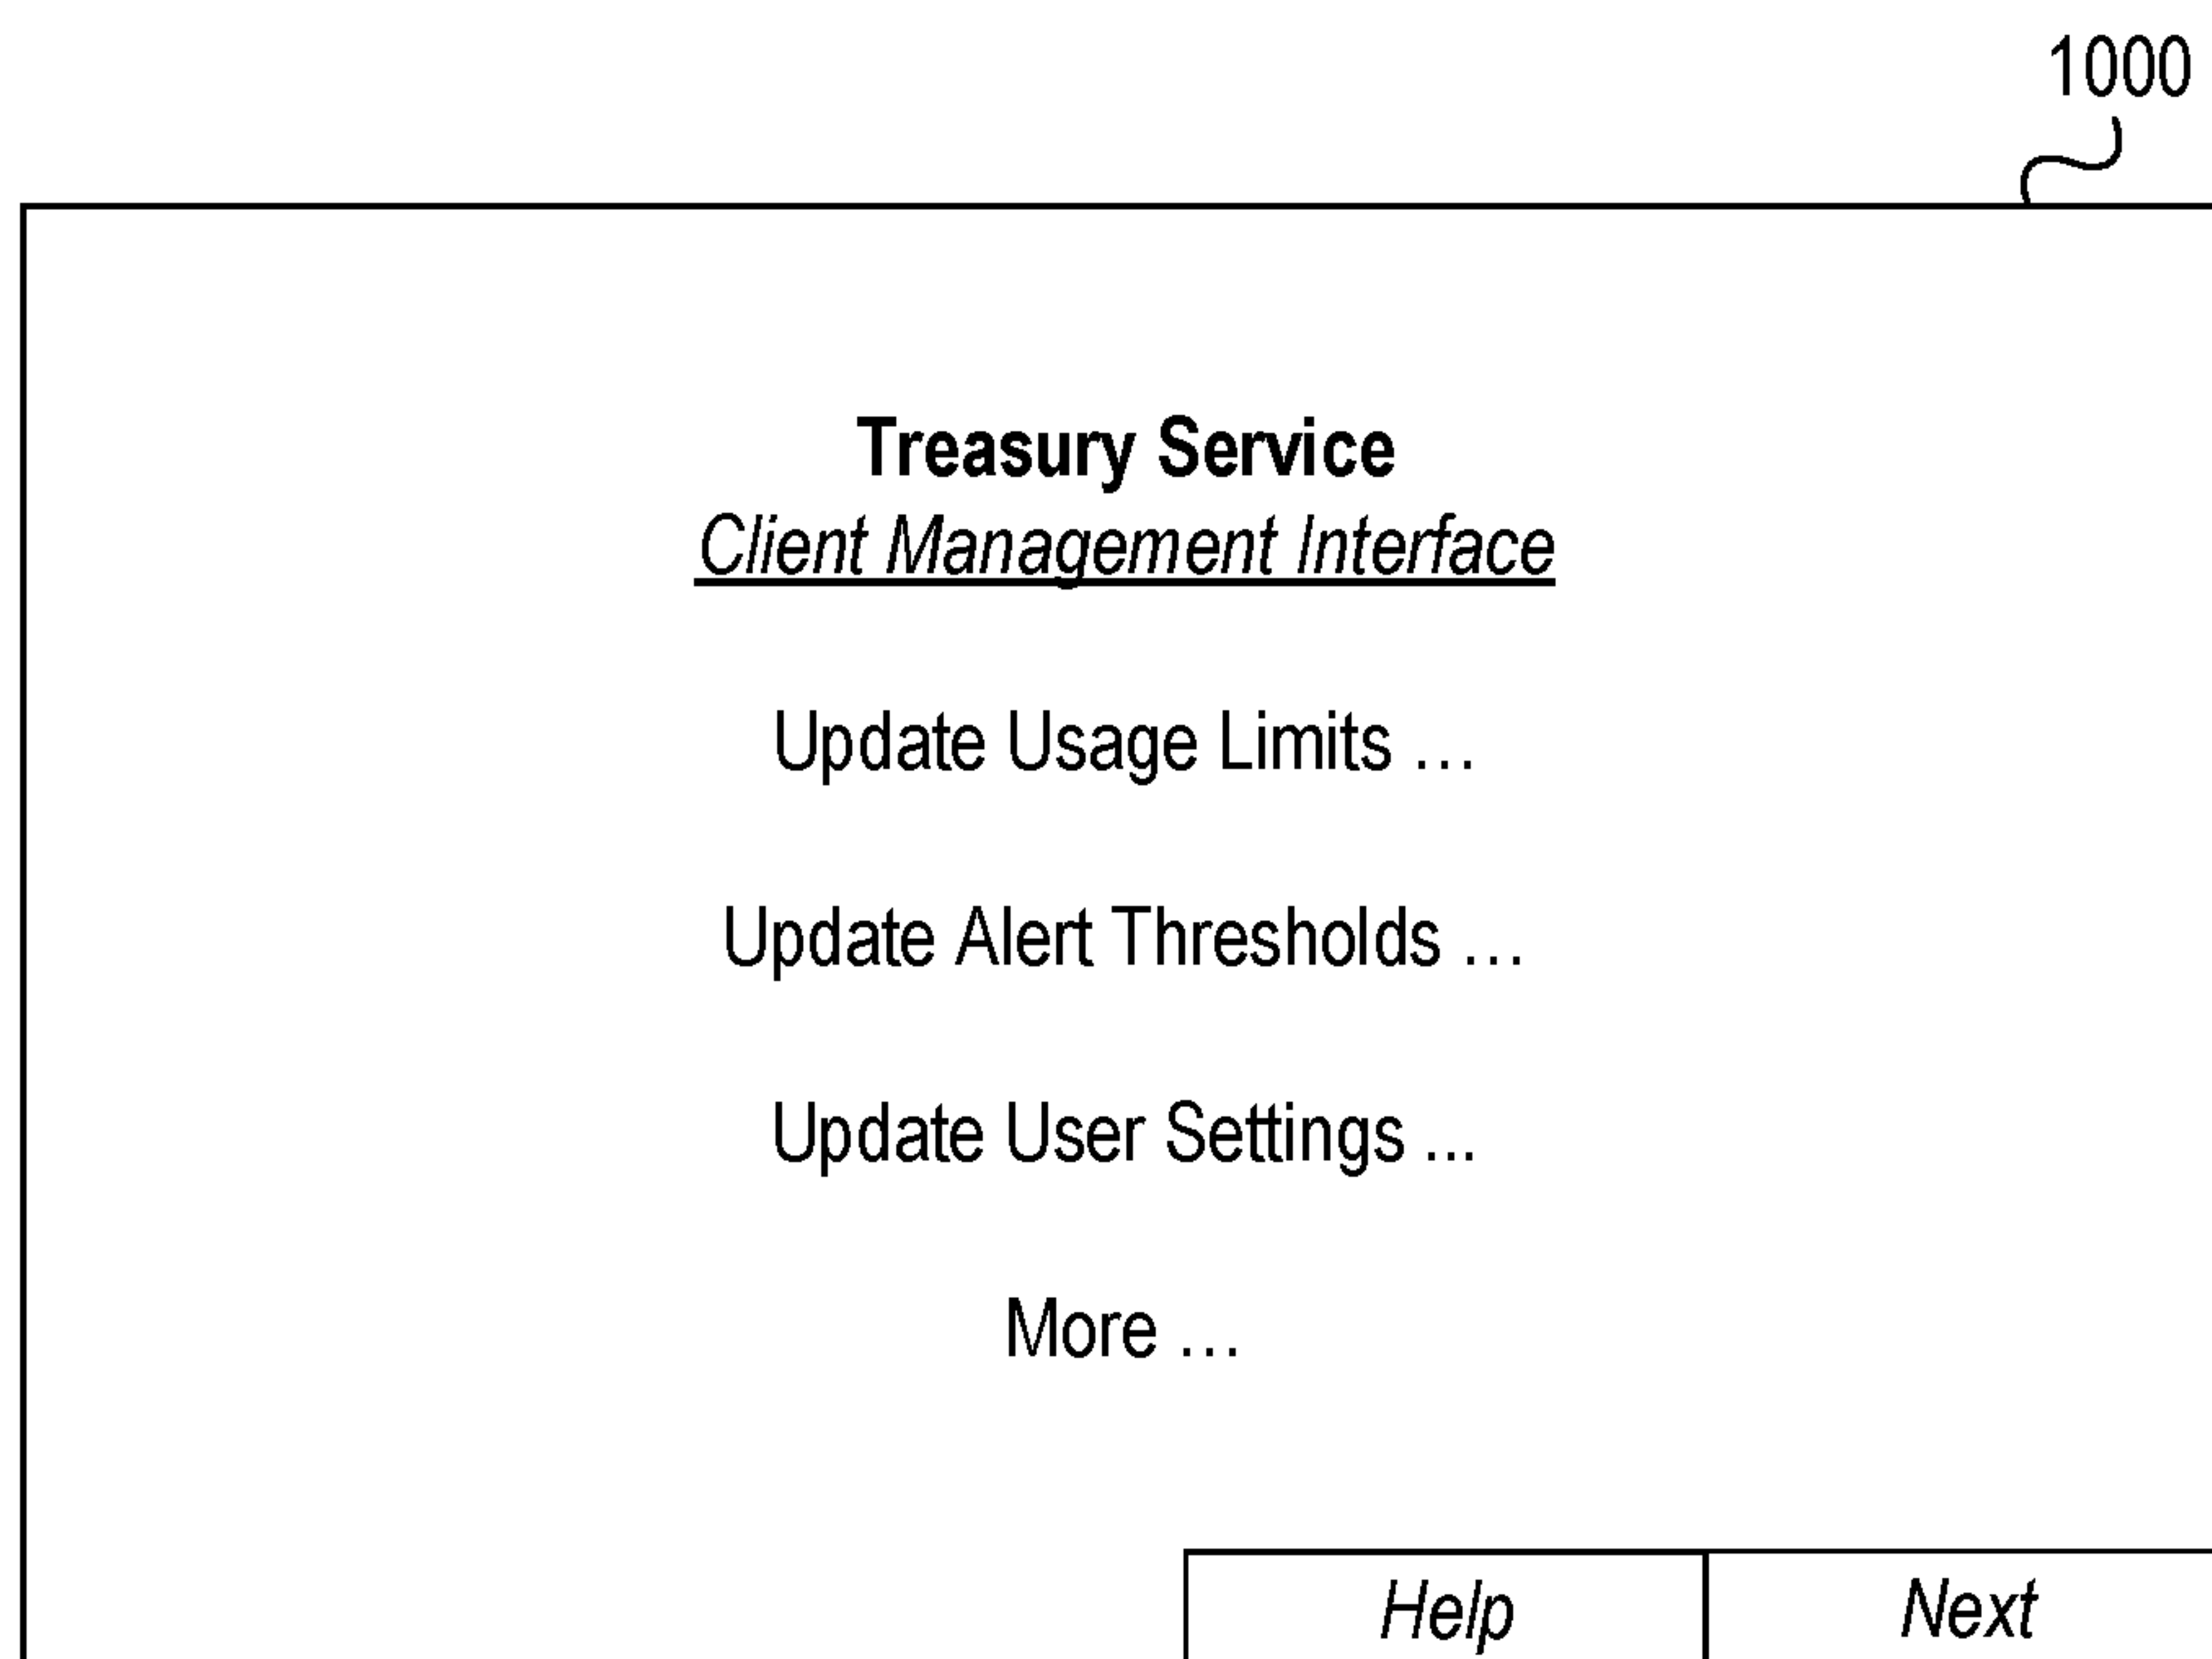 1000
Treasury Service
Client Management Interface
Update Usage Limits ...
Update Alert Thresholds ...
Update User Settings ...
More ...
Help Next